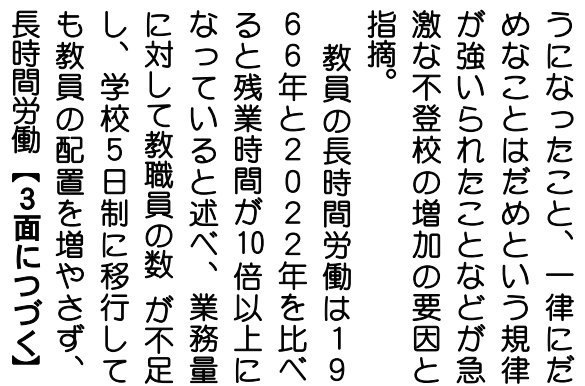 うになったこと、一律にだ
めなことはだめという規律
が強いられたことなどが急
激な不登校の増加の要因と
指摘。
　教員の長時間労働は１９
６６年と２０２２年を比べ
ると残業時間が10倍以上に
なっていると述べ、業務量
に対して教職員の数が不足
し、学校５日制に移行して
も教員の配置を増やさず、
長時間労働【３面につづく】